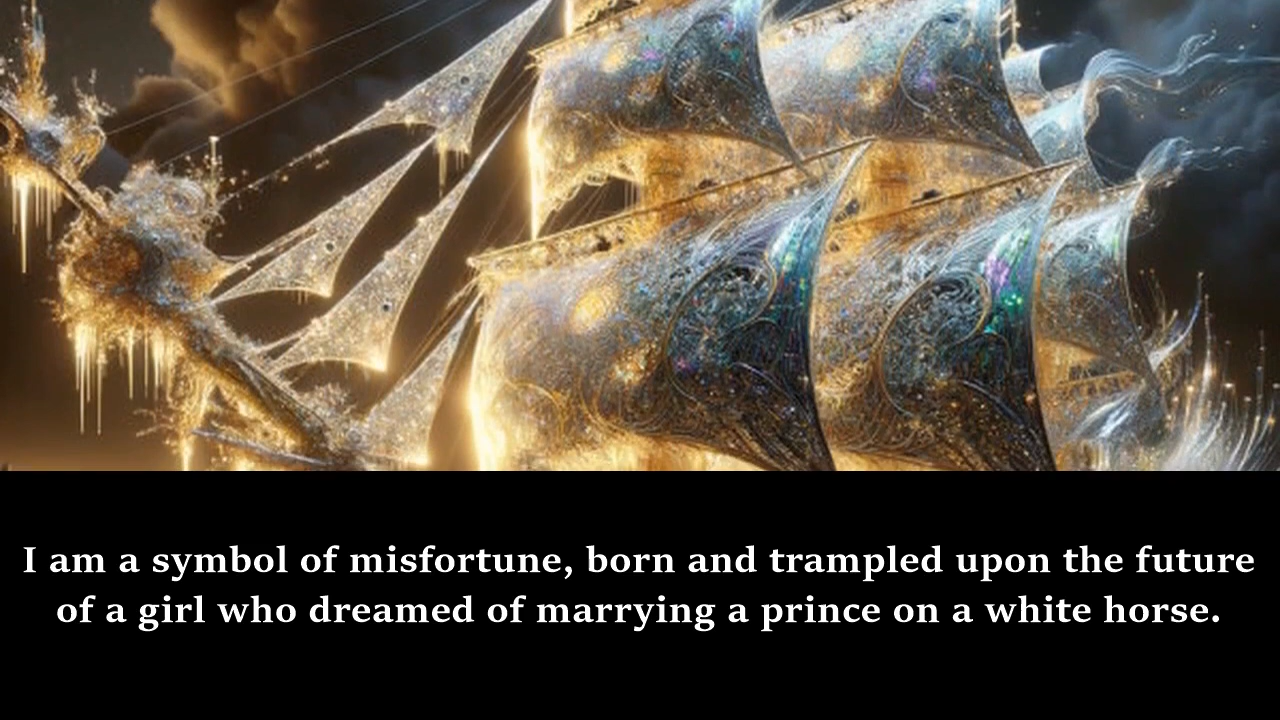 I am a symbol of misfortune, born and trampled upon the future
of a girl who dreamed of marrying a prince on a white horse.